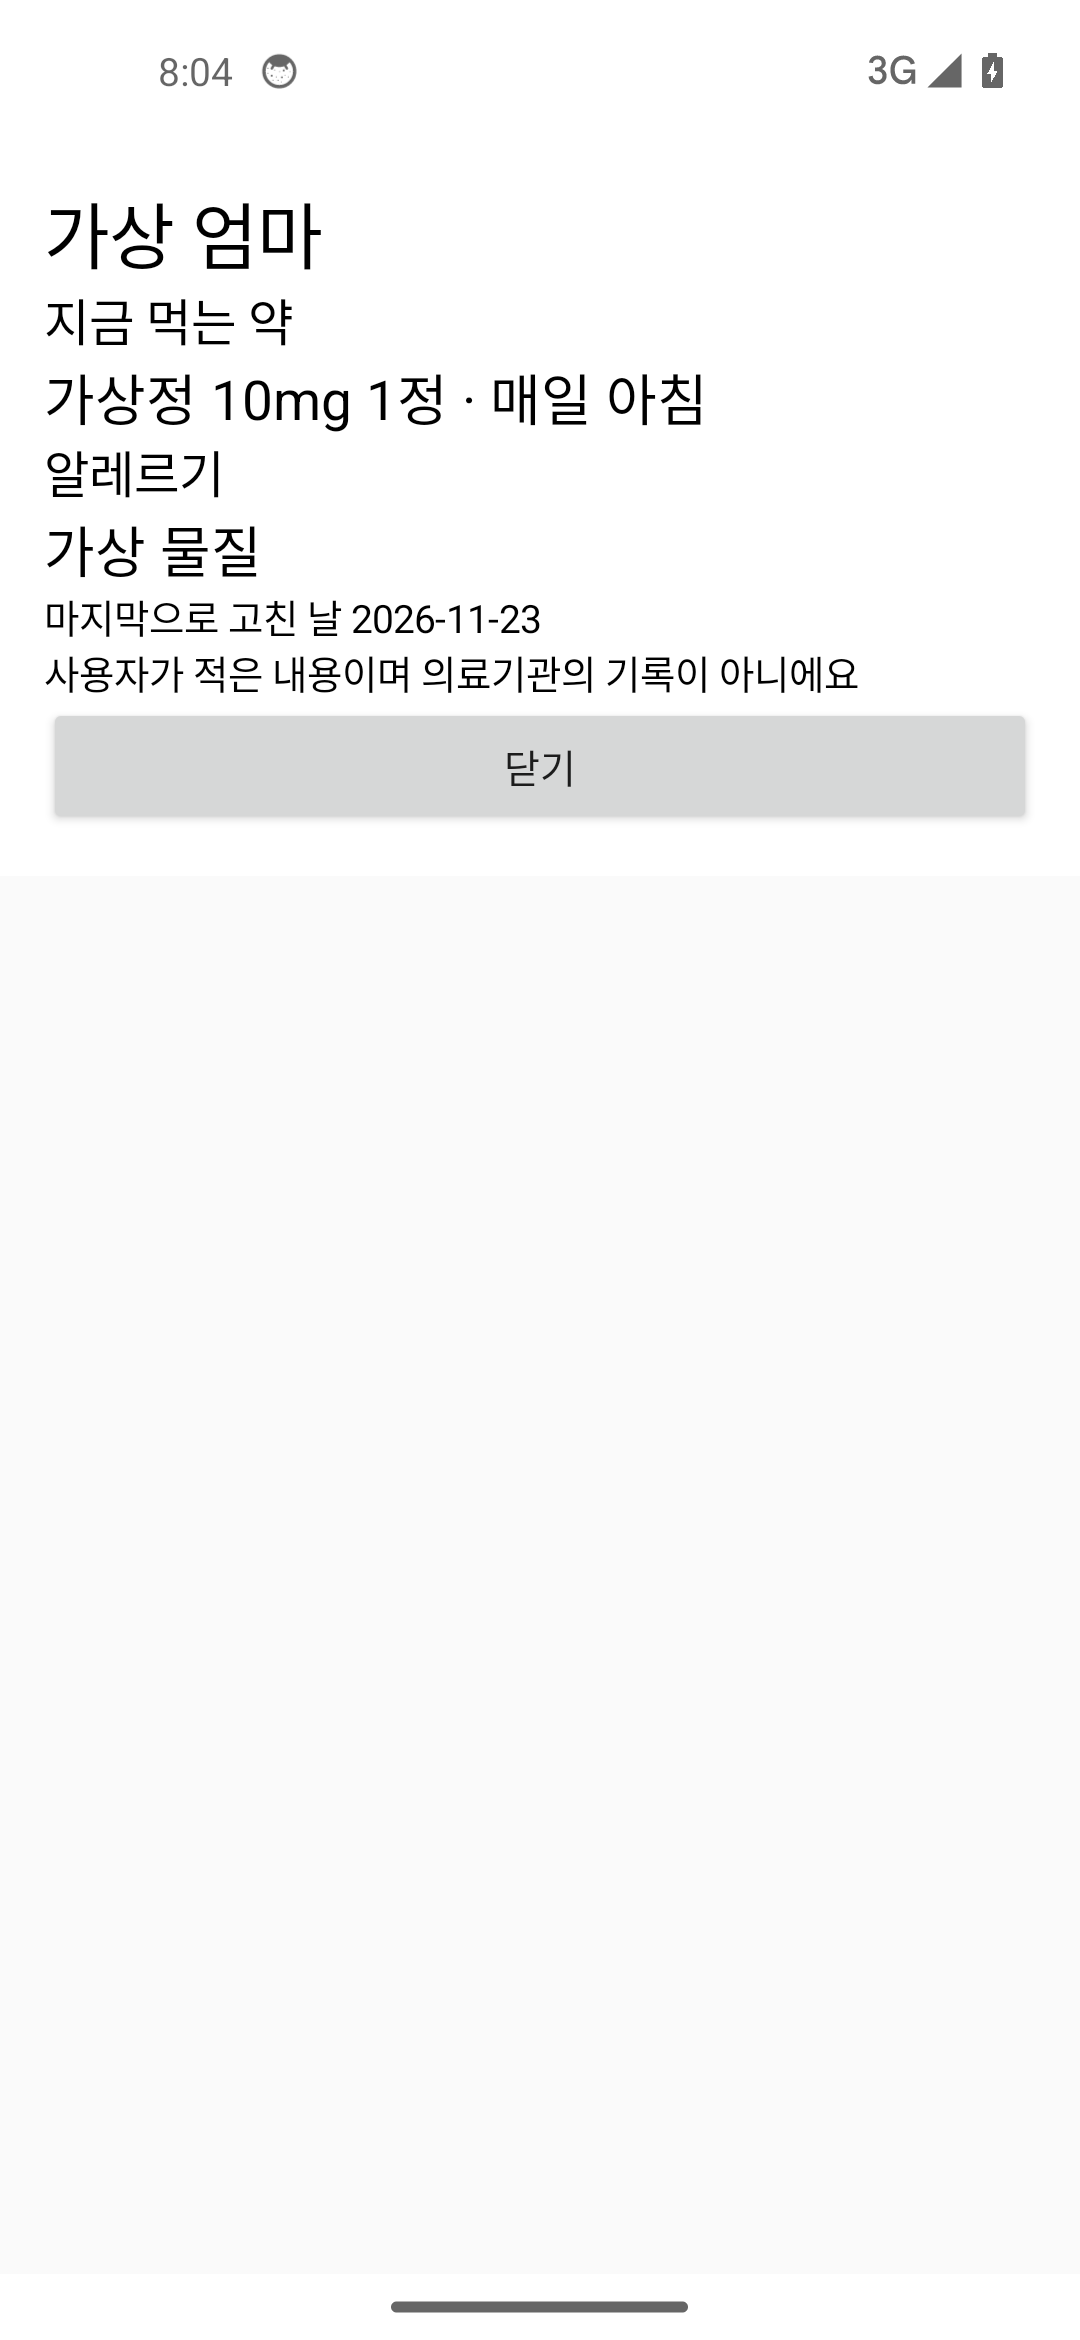 8:04
3G
가상 엄마
지금 먹는 약
가상정 10mg 1정 · 매일 아침
알레르기
가상 물질
마지막으로 고친 날 2026-11-23
사용자가 적은 내용이며 의료기관의 기록이 아니에요
닫기